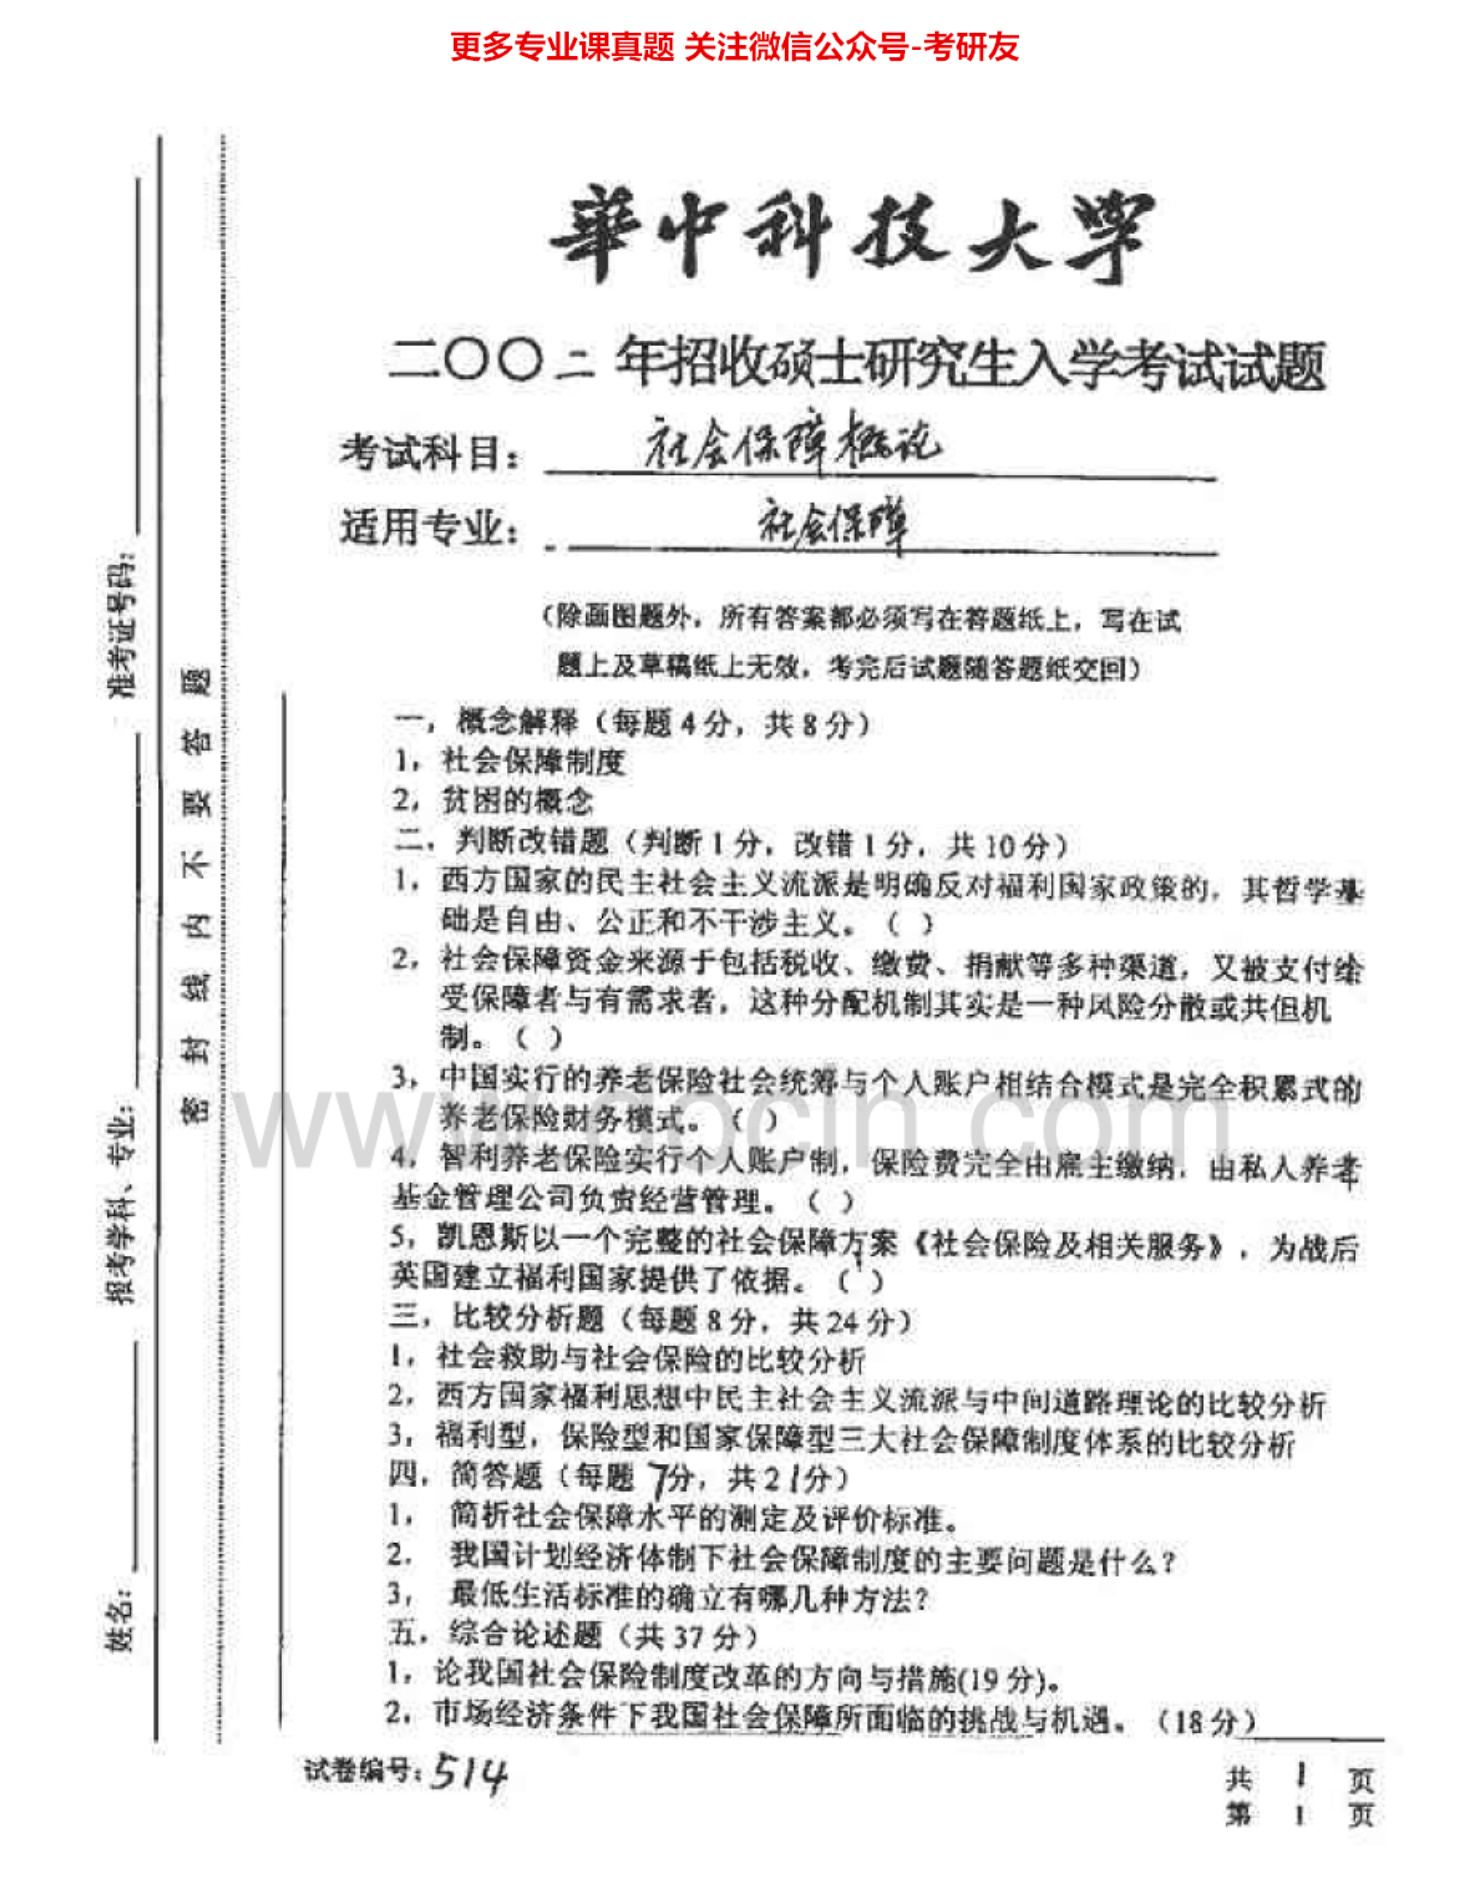 更多专业课真题 关注微信公众号-考研友
華中科技大学
二〇〇二 年招收硕士研究生入学考试试题
考试科目: 社会保障概论
适用专业: 社会保障
（除画图题外，所有答案都必须写在答题纸上，写在试
题上及草稿纸上无效，考完后试题随答题纸交回）
一，概念解释（每题 4 分，共 8 分）
1，社会保障制度
2，贫困的概念
二．判断改错题（判断 1 分，改错 1 分，共 10 分）
1，西方国家的民主社会主义流派是明确反对福利国家政策的，其哲学基
础是自由、公正和不干涉主义。（ ）
2，社会保障资金来源于包括税收、缴费、捐献等多种渠道，又被支付给
受保障者与有需求者，这种分配机制其实是一种风险分散或共但机
制。（ ）
3，中国实行的养老保险社会统筹与个人账户相结合模式是完全积累式的
养老保险财务模式。（ ）
4，智利养老保险实行个人账户制，保险费完全由雇主缴纳，由私人养老
基金管理公司负责经营管理。（ ）
5，凯恩斯以一个完整的社会保障方案《社会保险及相关服务》，为战后
英国建立福利国家提供了依据。（ ）
三，比较分析题（每题 8 分，共 24 分）
1，社会救助与社会保险的比较分析
2，西方国家福利思想中民主社会主义流派与中间道路理论的比较分析
3，福利型，保险型和国家保障型三大社会保障制度体系的比较分析
四，简答题（每题 7分，共21分）
1， 简析社会保障水平的测定及评价标准。
2． 我国计划经济体制下社会保障制度的主要问题是什么?
3， 最低生活标准的确立有哪几种方法?
五，综合论述题（共 37 分）
1，论我国社会保险制度改革的方向与措施(19 分)。
2，市场经济条件下我国社会保障所面临的挑战与机遇。（18 分）
试卷编号: 514
共 1 页
第 1 页
准考证号码:
报考学科、专业:
姓名:
密 封 线 内 不 要 答 题
www.docin.com